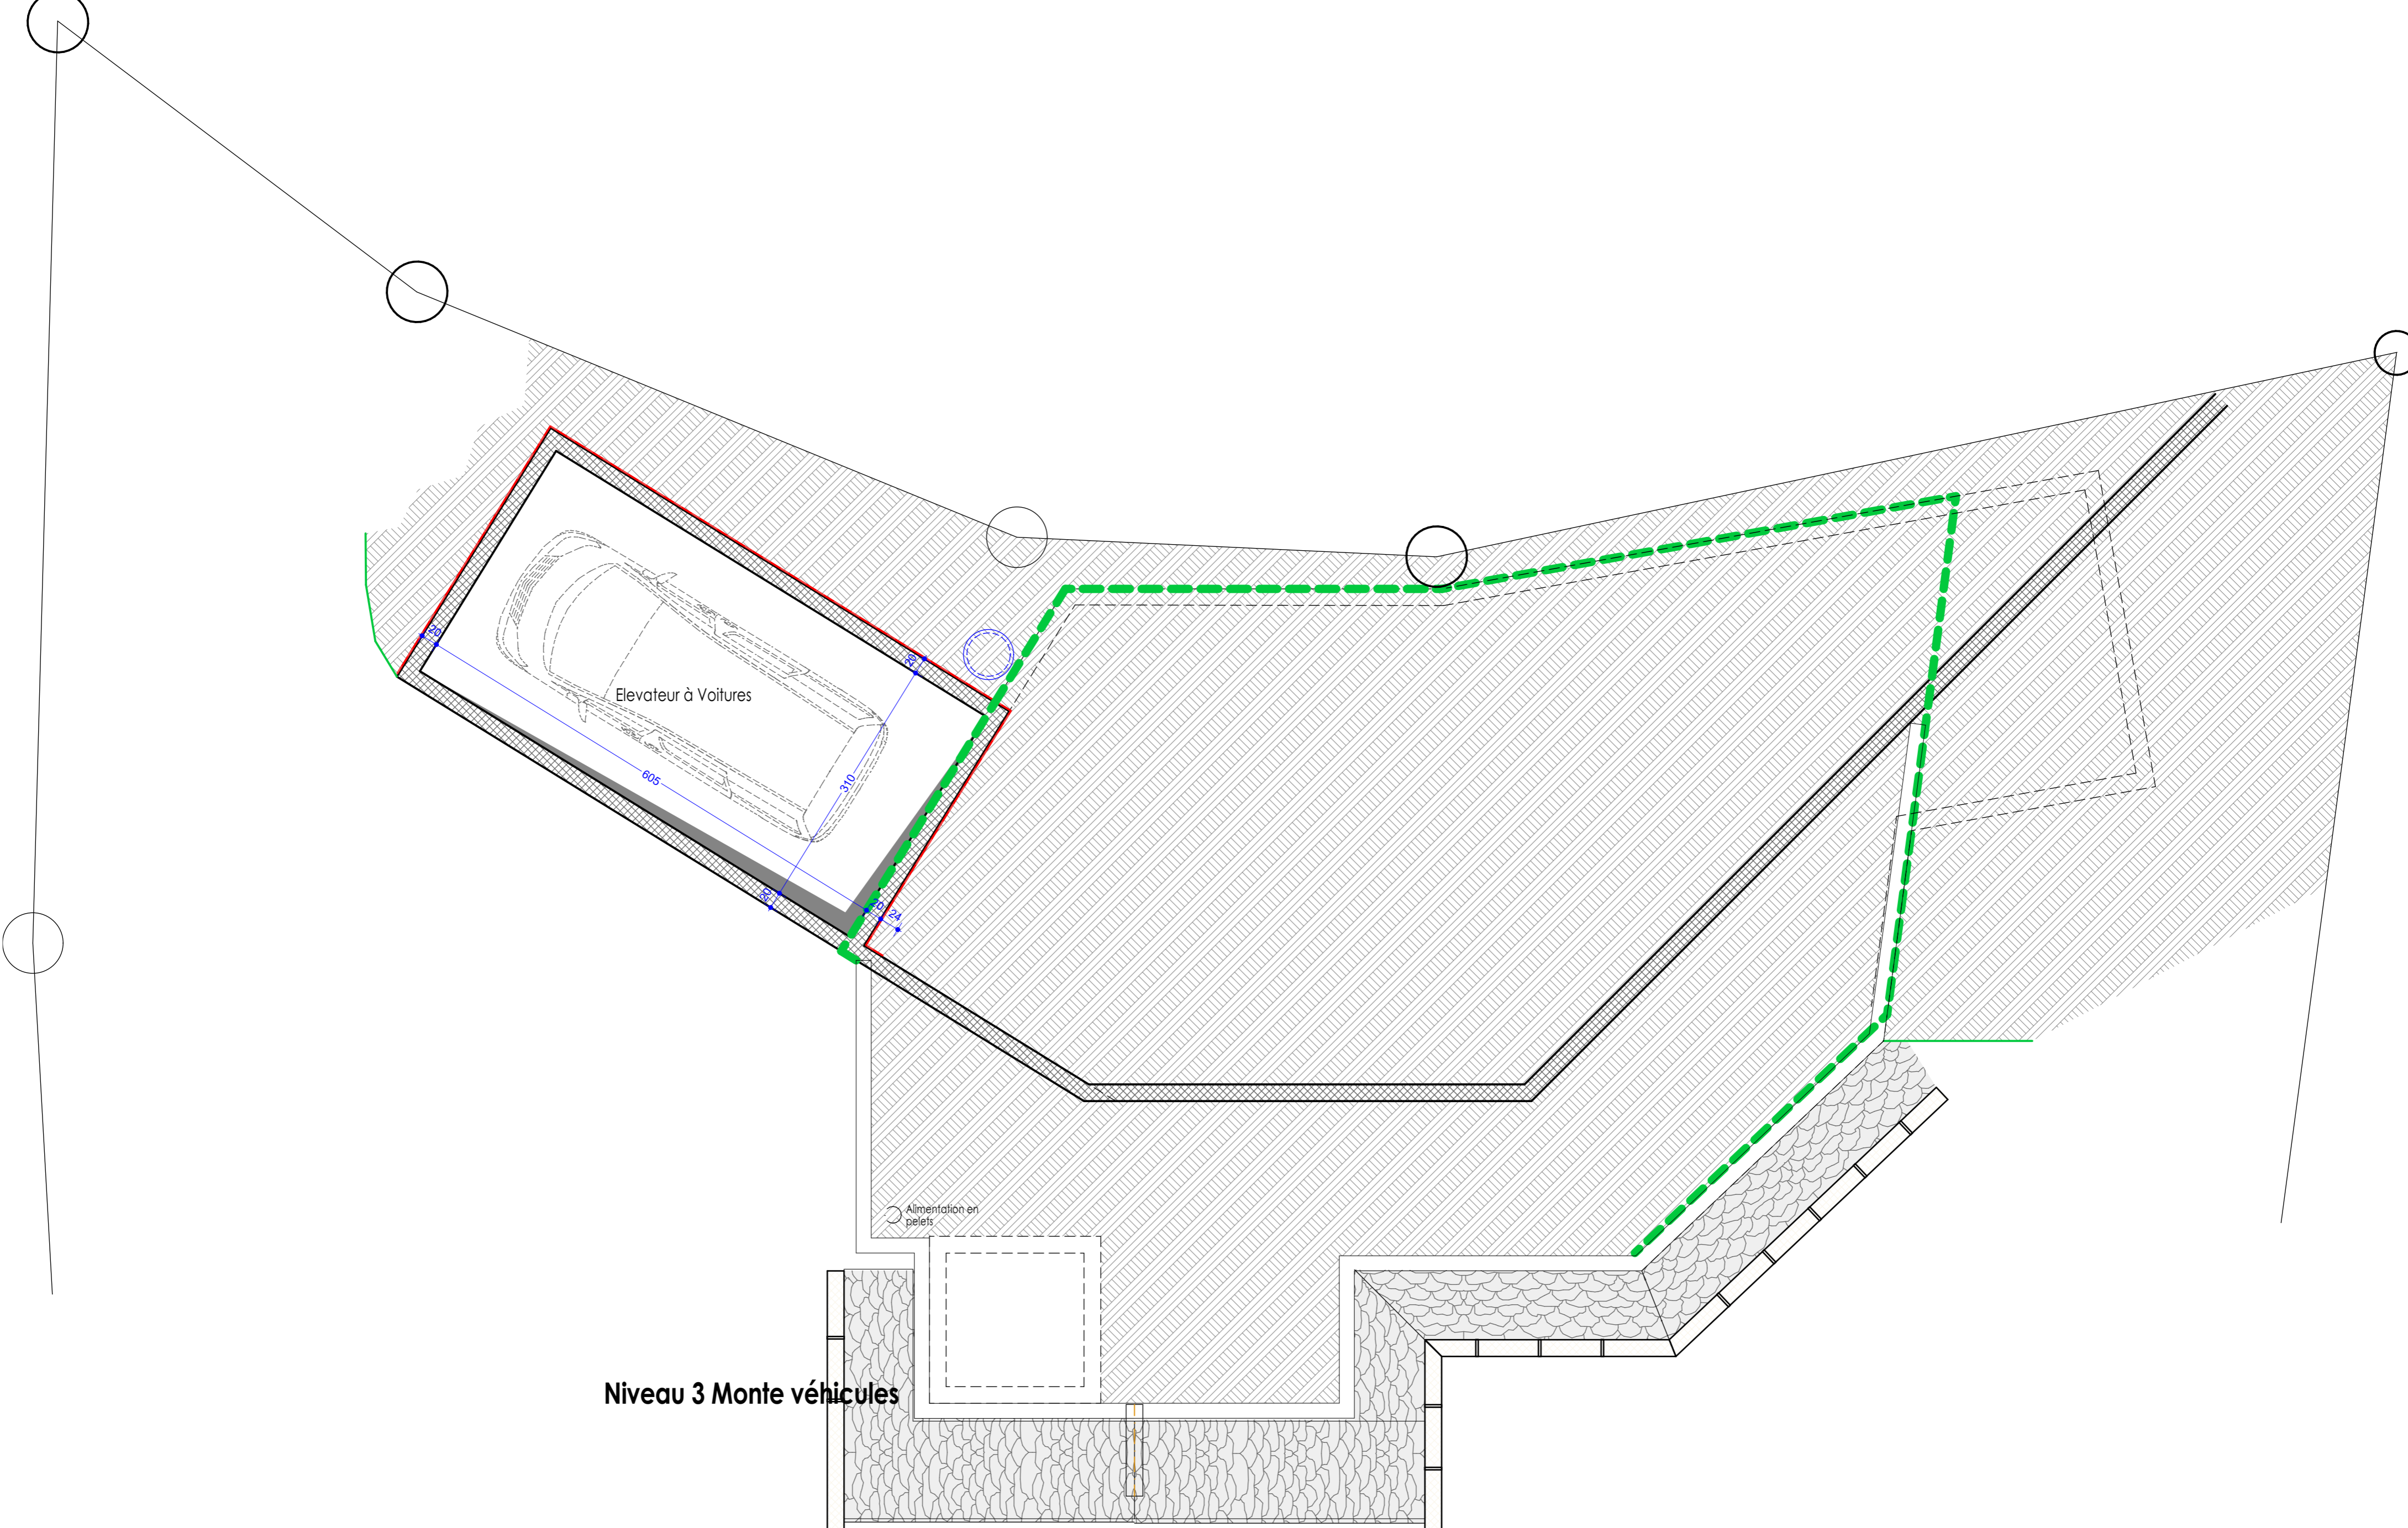 20
20
Elevateur à Voitures
605
310
20
20
24
Alimentation en
pelets
Niveau 3 Monte véhicules